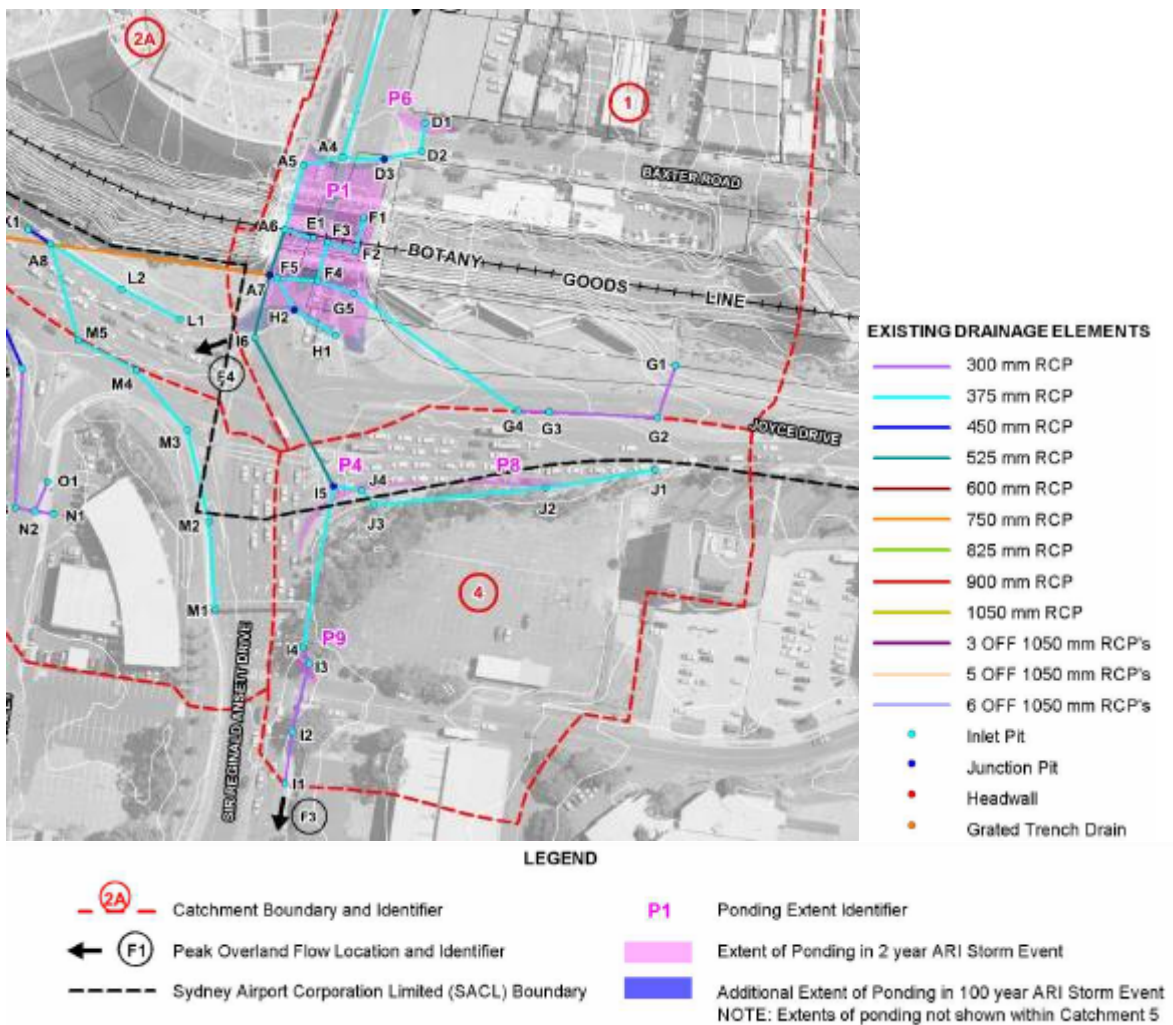 2A
1
P6
D1
D2
A4
A5
D3
BAXTER ROAD
P1
F1
A6
E1
F3
F2
BOTANY GOODS LINE
A8
L2
A7
F5
F4
G5
L1
H2
H1
M5
I6
F4
M4
G1
G4
G3
G2
JOYCE DRIVE
M3
P4
P8
O1
I5
J4
J1
J3
J2
N2
N1
M2
4
M1
P9
I4
I3
SIR REGINALD ANSETT DRIVE
I2
I1
F3
EXISTING DRAINAGE ELEMENTS
300 mm RCP
375 mm RCP
450 mm RCP
525 mm RCP
600 mm RCP
750 mm RCP
825 mm RCP
900 mm RCP
1050 mm RCP
3 OFF 1050 mm RCP's
5 OFF 1050 mm RCP's
6 OFF 1050 mm RCP's
Inlet Pit
Junction Pit
Headwall
Grated Trench Drain
LEGEND
2A Catchment Boundary and Identifier
F1 Peak Overland Flow Location and Identifier
Sydney Airport Corporation Limited (SACL) Boundary
P1 Ponding Extent Identifier
Extent of Ponding in 2 year ARI Storm Event
Additional Extent of Ponding in 100 year ARI Storm Event
NOTE: Extents of ponding not shown within Catchment 5